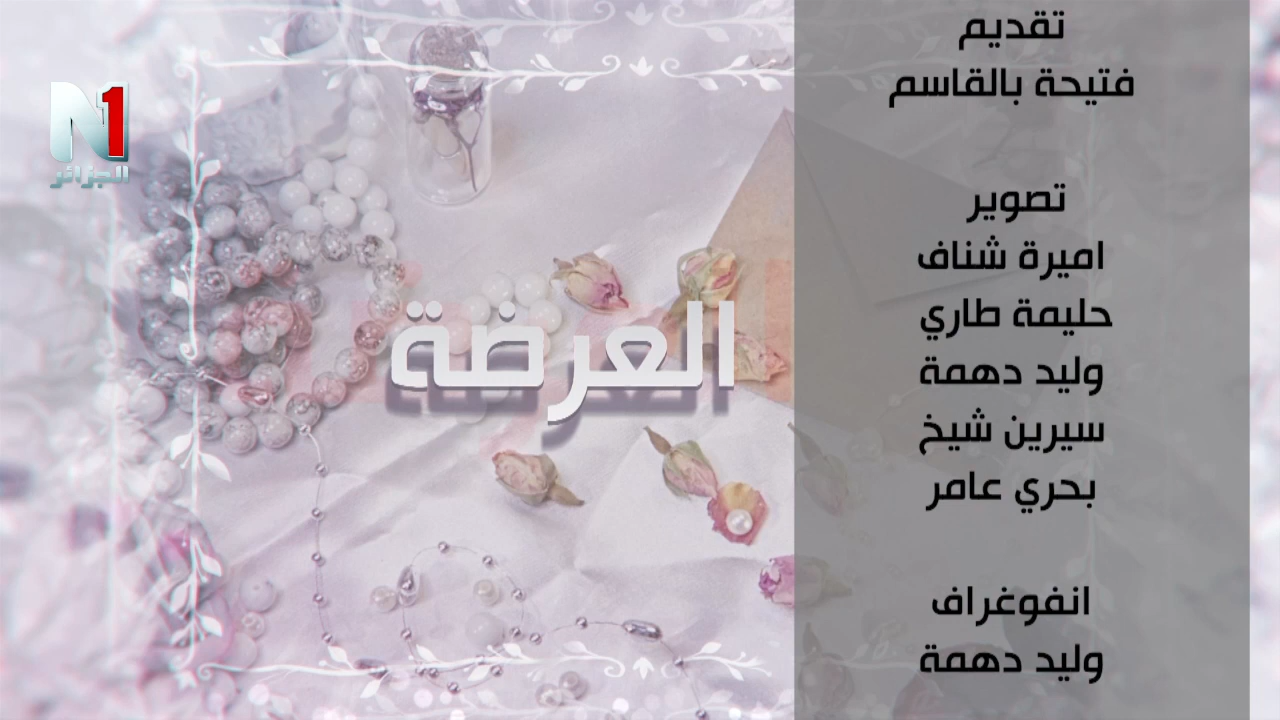 N1
الجزائر
العرضة
تقديم
فتيحة بالقاسم
تصوير
اميرة شناف
حليمة طاري
وليد دهمة
سيرين شيخ
بحري عامر
انفوغراف
وليد دهمة